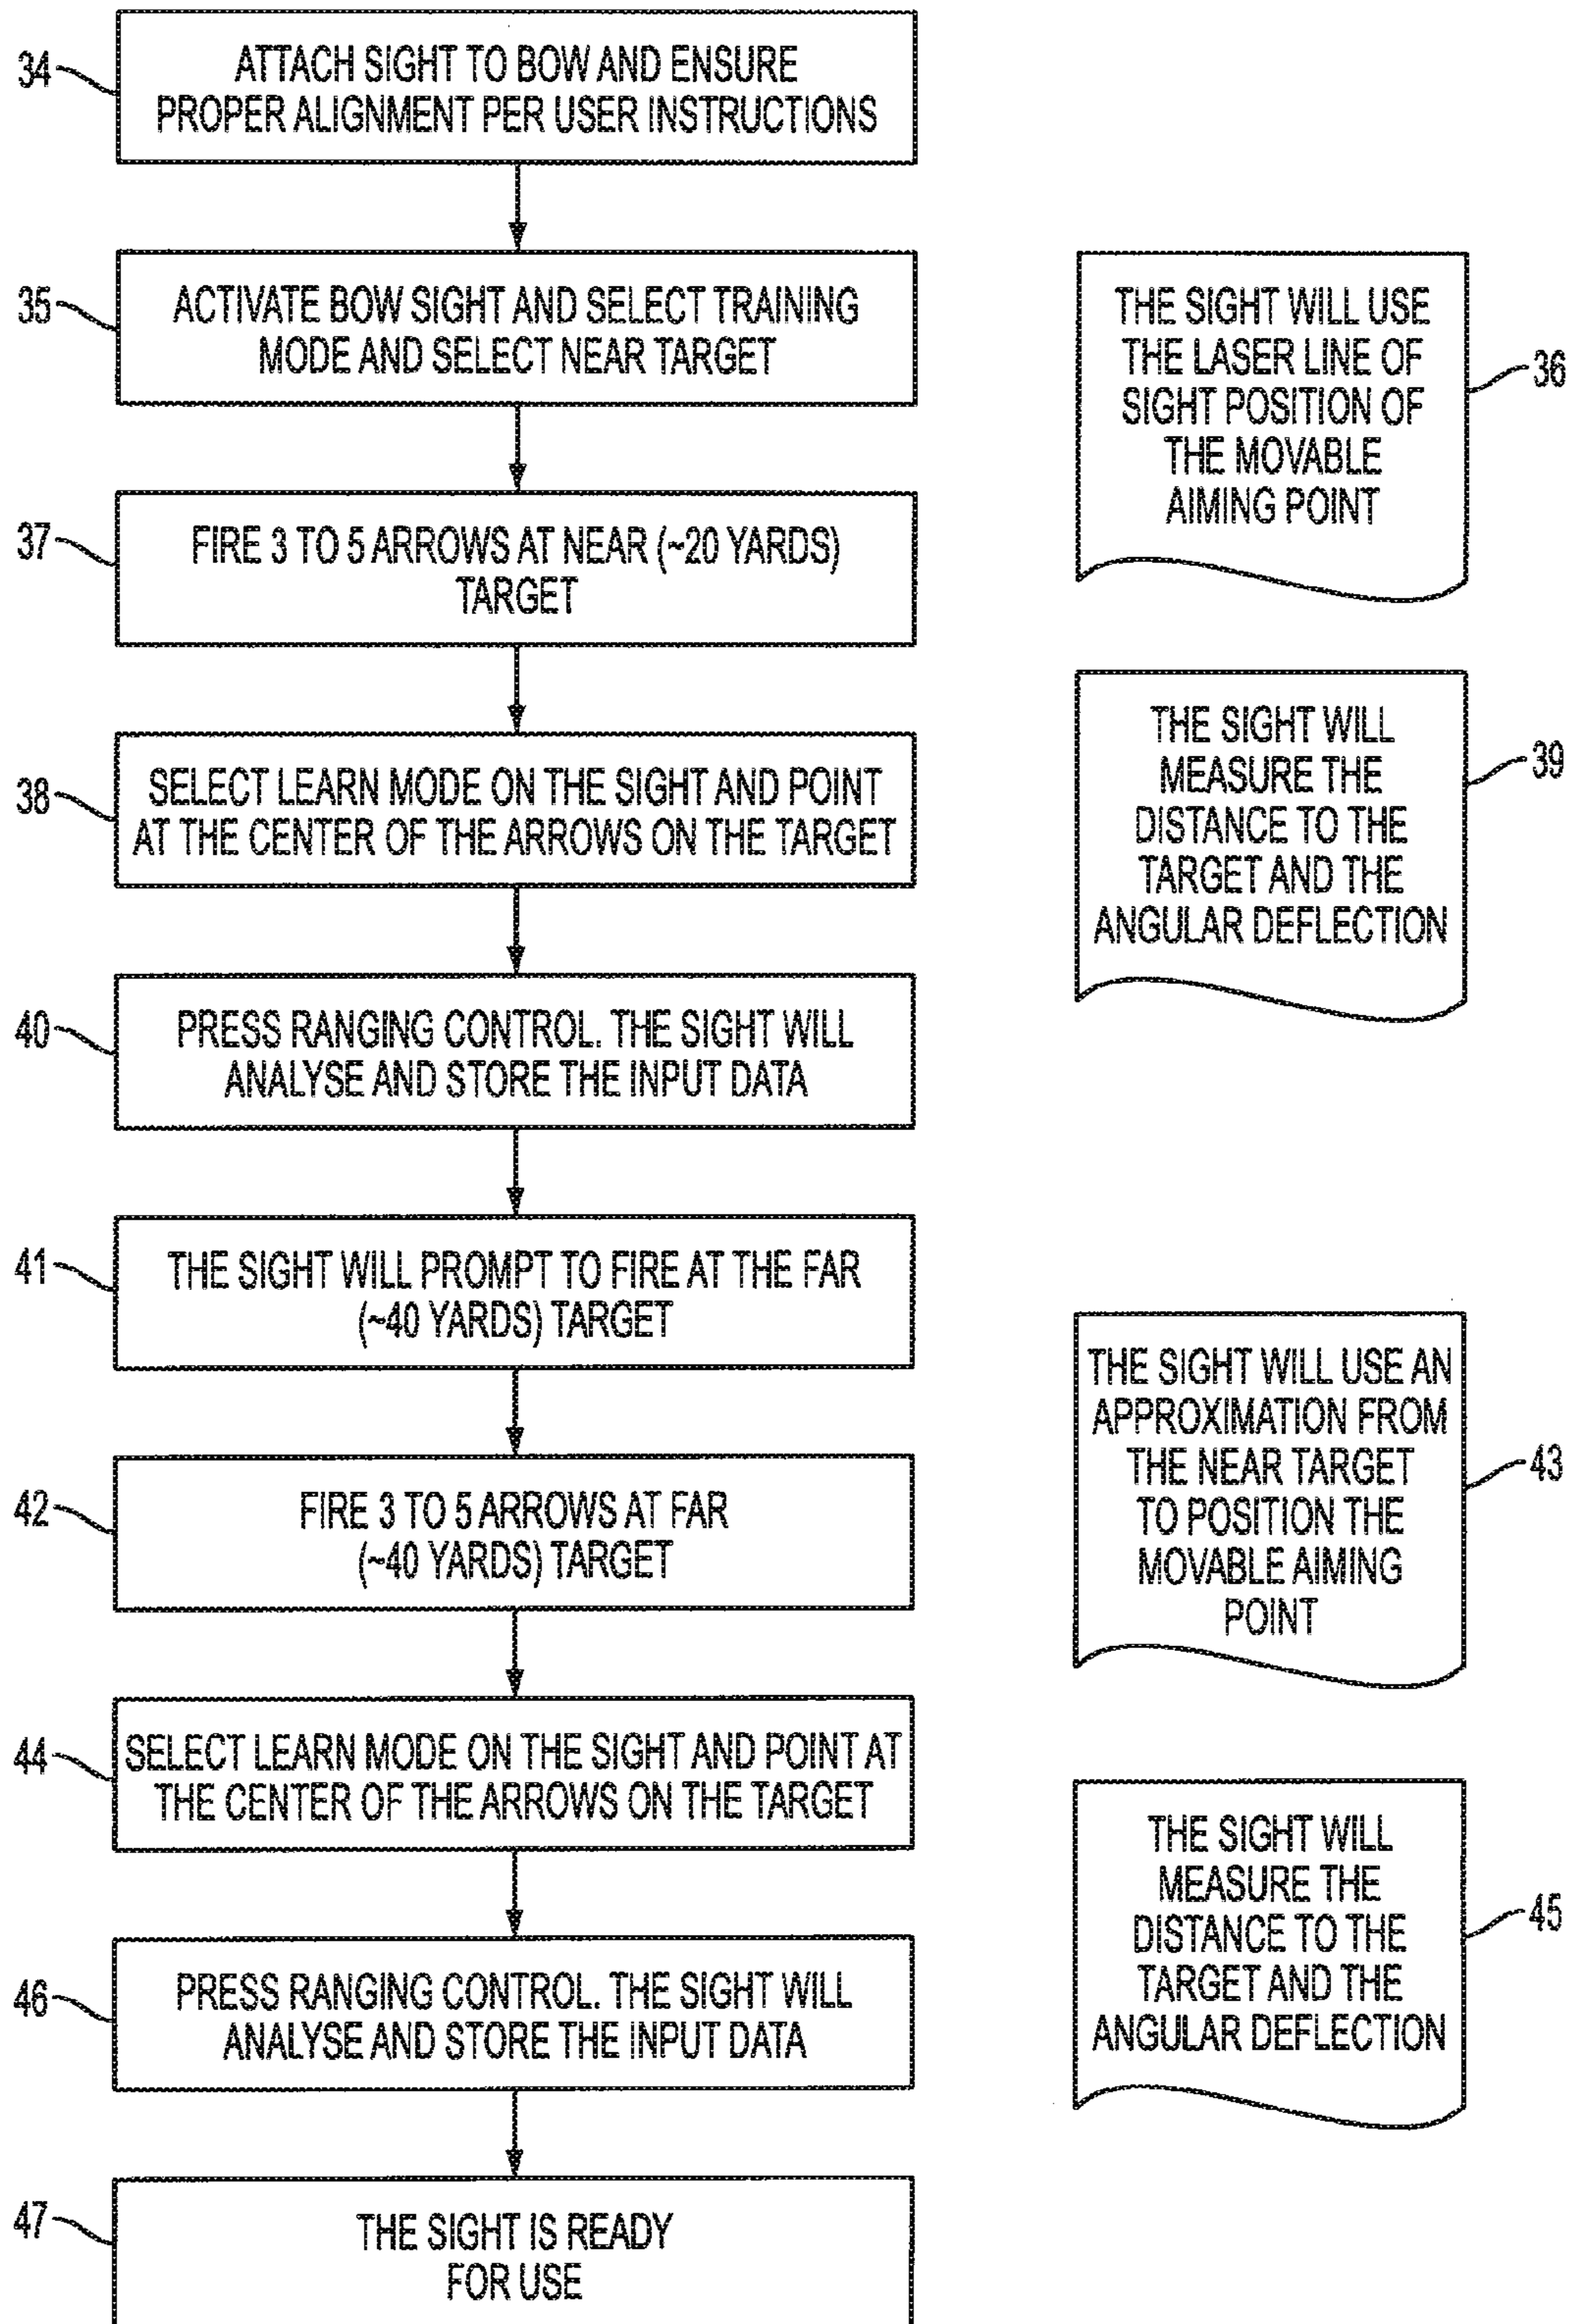 34
ATTACH SIGHT TO BOW AND ENSURE
PROPER ALIGNMENT PER USER INSTRUCTIONS
35
ACTIVATE BOW SIGHT AND SELECT TRAINING
MODE AND SELECT NEAR TARGET
THE SIGHT WILL USE
THE LASER LINE OF
SIGHT POSITION OF
THE MOVABLE
AIMING POINT
36
37
FIRE 3 TO 5 ARROWS AT NEAR (~20 YARDS)
TARGET
38
SELECT LEARN MODE ON THE SIGHT AND POINT
AT THE CENTER OF THE ARROWS ON THE TARGET
THE SIGHT WILL
MEASURE THE
DISTANCE TO THE
TARGET AND THE
ANGULAR DEFLECTION
39
40
PRESS RANGING CONTROL. THE SIGHT WILL
ANALYSE AND STORE THE INPUT DATA
41
THE SIGHT WILL PROMPT TO FIRE AT THE FAR
(~40 YARDS) TARGET
42
FIRE 3 TO 5 ARROWS AT FAR
(~40 YARDS) TARGET
THE SIGHT WILL USE AN
APPROXIMATION FROM
THE NEAR TARGET
TO POSITION THE
MOVABLE AIMING
POINT
43
44
SELECT LEARN MODE ON THE SIGHT AND POINT AT
THE CENTER OF THE ARROWS ON THE TARGET
THE SIGHT WILL
MEASURE THE
DISTANCE TO THE
TARGET AND THE
ANGULAR DEFLECTION
45
46
PRESS RANGING CONTROL. THE SIGHT WILL
ANALYSE AND STORE THE INPUT DATA
47
THE SIGHT IS READY
FOR USE